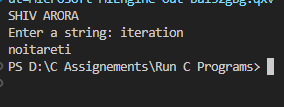 SHIV ARORA
Enter a string: iteration
noitareti
PS D:\C Assignements\Run C Programs>